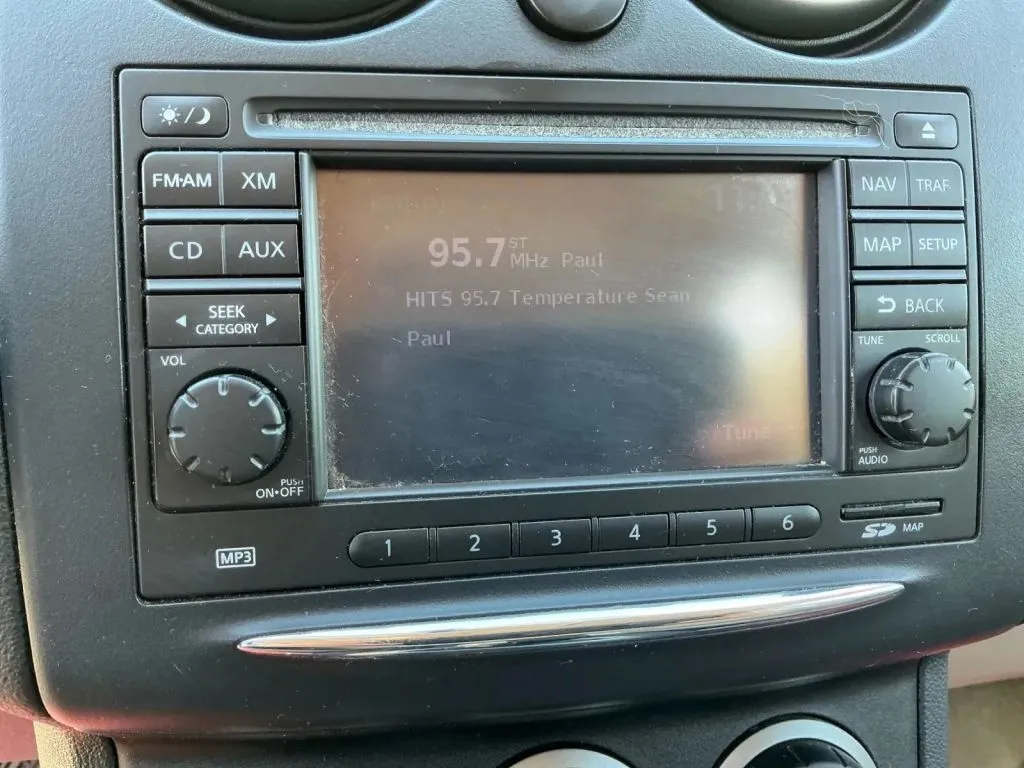 FM·AM
XM
NAV
TRAF
CD
AUX
MAP
SETUP
SEEK
CATEGORY
BACK
95.7 ST
MHz Paul
HITS 95.7 Temperature Sean
Paul
Tune
VOL
PUSH
ON•OFF
TUNE
SCROLL
PUSH
AUDIO
1
2
3
4
5
6
MP3
SD MAP